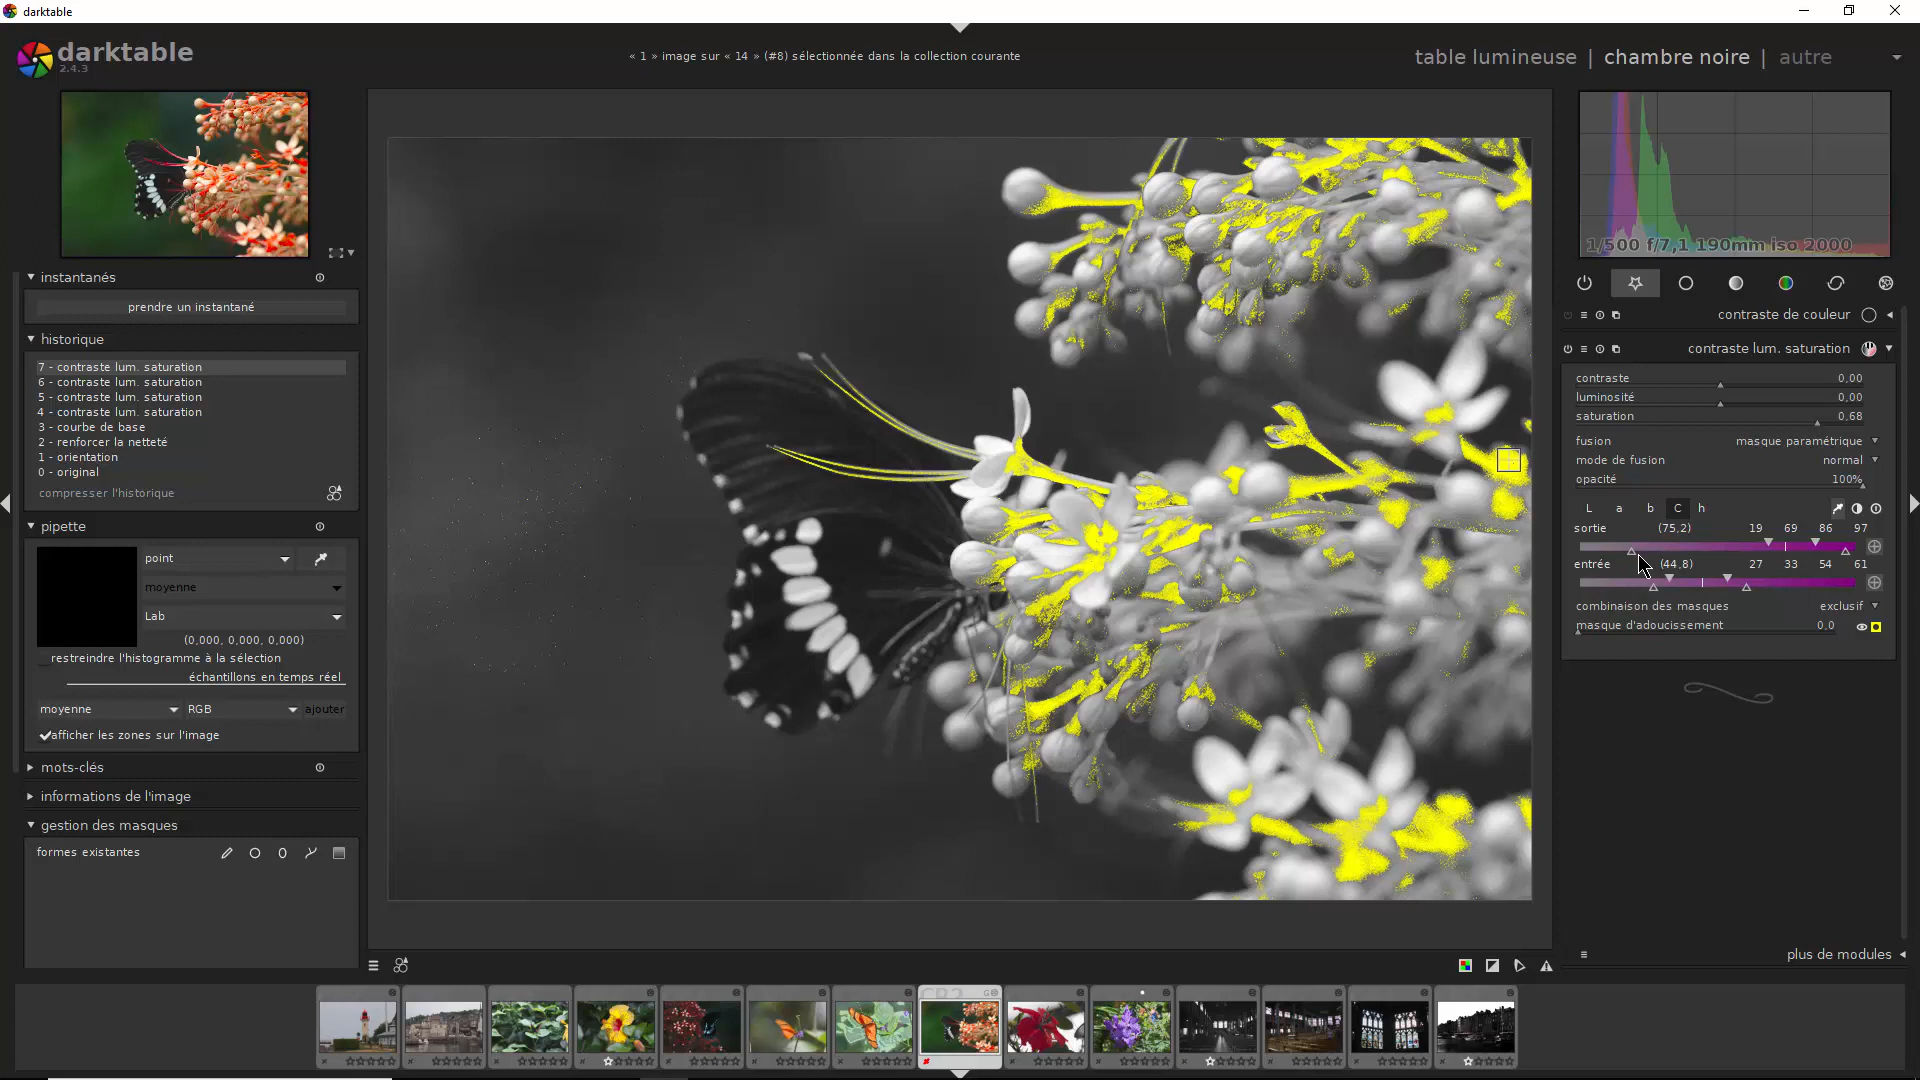 darktable
darktable
2.4.3
« 1 » image sur « 14 » (#8) sélectionnée dans la collection courante
table lumineuse | chambre noire | autre
instantanés
prendre un instantané
historique
7 - contraste lum. saturation
6 - contraste lum. saturation
5 - contraste lum. saturation
4 - contraste lum. saturation
3 - courbe de base
2 - renforcer la netteté
1 - orientation
0 - original
compresser l'historique
pipette
point
moyenne
Lab
(0,000, 0,000, 0,000)
restreindre l'histogramme à la sélection
échantillons en temps réel
moyenne RGB ajouter
afficher les zones sur l'image
mots-clés
informations de l'image
gestion des masques
formes existantes
1/500 f/7,1 190mm iso 2000
contraste de couleur
contraste lum. saturation
contraste 0,00
luminosité 0,00
saturation 0,68
fusion masque paramétrique
mode de fusion normal
opacité 100%
L a b C h
sortie (75,2) 19 69 86 97
entrée (44,8) 27 33 54 61
combinaison des masques exclusif
masque d'adoucissement 0,0
plus de modules
CR2